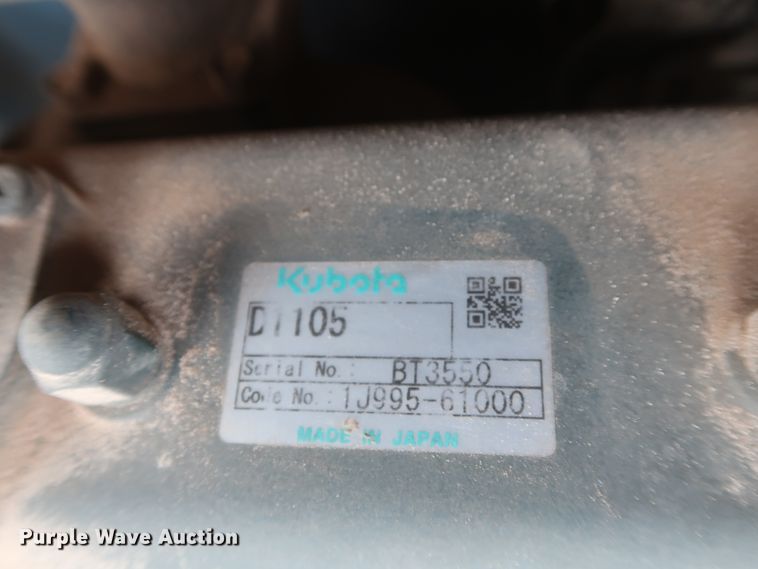 Kubota
D1105
Serial No.: BT3550
Code No.: 1J995-61000
MADE IN JAPAN
Purple Wave Auction